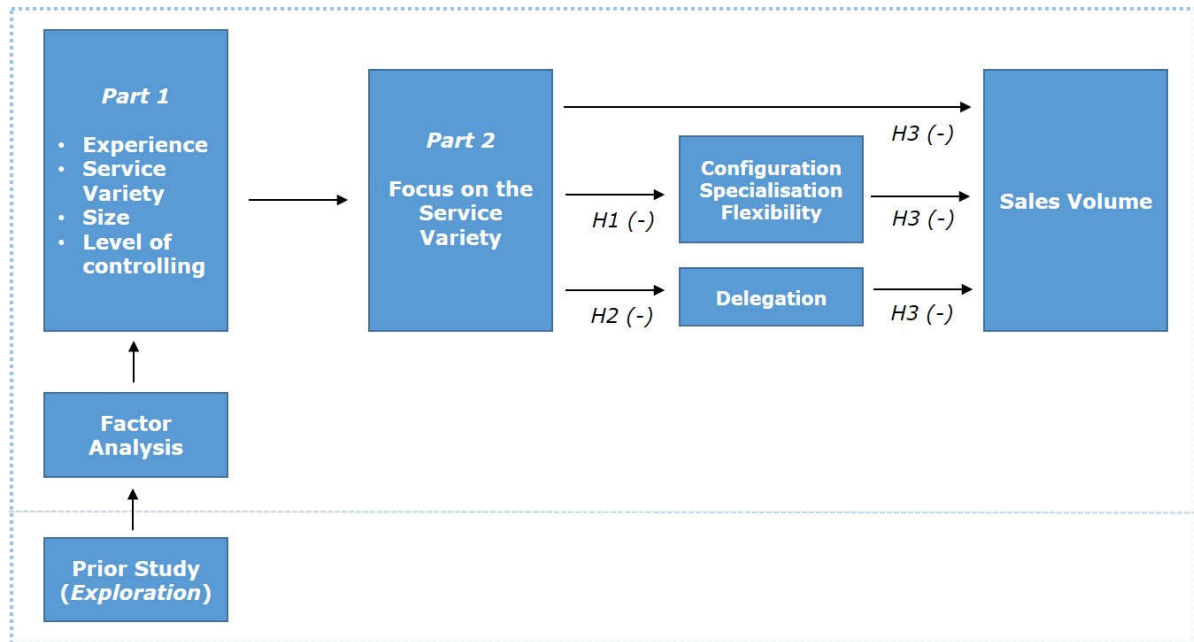 Part 1
• Experience
• Service
Variety
• Size
• Level of
controlling
Factor
Analysis
Prior Study
(Exploration)
Part 2
Focus on the
Service
Variety
H1 (-)
H2 (-)
Configuration
Specialisation
Flexibility
Delegation
H3 (-)
H3 (-)
H3 (-)
Sales Volume